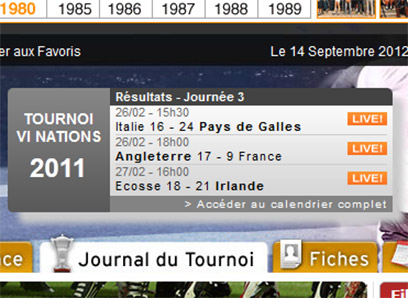 1980 1985 1986 1987 1988 1989
er aux Favoris
Le 14 Septembre 2012
TOURNOI
VI NATIONS
2011
Résultats - Journée 3
26/02 - 15h30
Italie 16 - 24 Pays de Galles
LIVE!
26/02 - 18h00
Angleterre 17 - 9 France
LIVE!
27/02 - 16h00
Ecosse 18 - 21 Irlande
LIVE!
> Accéder au calendrier complet
nce
Journal du Tournoi
Fiches